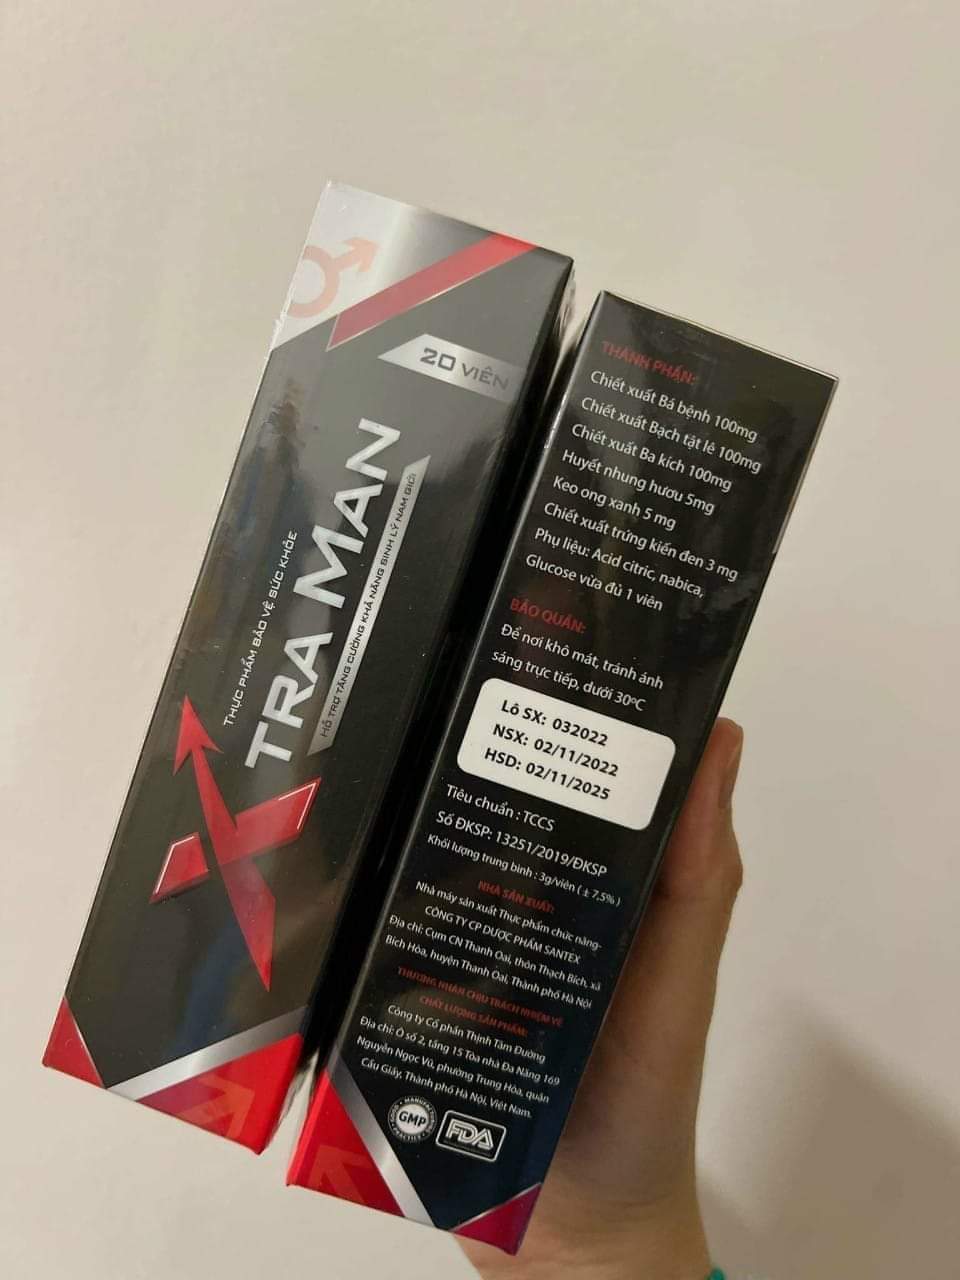 20 VIÊN
THỰC PHẨM BẢO VỆ SỨC KHỎE
XTRA MAN
HỖ TRỢ TĂNG CƯỜNG KHẢ NĂNG SINH LÝ NAM GIỚI
THÀNH PHẦN:
Chiết xuất Bá bệnh 100mg
Chiết xuất Bạch tật lê 100mg
Chiết xuất Ba kích 100mg
Huyết nhung hươu 5mg
Keo ong xanh 5 mg
Chiết xuất trứng kiến đen 3 mg
Phụ liệu: Acid citric, nabica,
Glucose vừa đủ 1 viên
BẢO QUẢN:
Để nơi khô mát, tránh ánh
sáng trực tiếp, dưới 30ºC
Lô SX: 032022
NSX: 02/11/2022
HSD: 02/11/2025
Tiêu chuẩn : TCCS
Số ĐKSP: 13251/2019/ĐKSP
Khối lượng trung bình : 3g/viên ( ± 7,5% )
NHÀ SẢN XUẤT:
Nhà máy sản xuất Thực phẩm chức năng-
CÔNG TY CP DƯỢC PHẨM SANTEX
Địa chỉ: Cụm CN Thanh Oai, thôn Thạch Bích, xã
Bích Hòa, huyện Thanh Oai, Thành phố Hà Nội
THƯƠNG NHÂN CHỊU TRÁCH NHIỆM VỀ
CHẤT LƯỢNG SẢN PHẨM:
Công ty Cổ phần Thịnh Tâm Đường
Địa chỉ: Ô số 2, tầng 15 Tòa nhà Đa Năng 169
Nguyễn Ngọc Vũ, phường Trung Hòa, quận
Cầu Giấy, Thành phố Hà Nội, Việt Nam.
GOOD MANUFACTURING PRACTICE
GMP
FDA